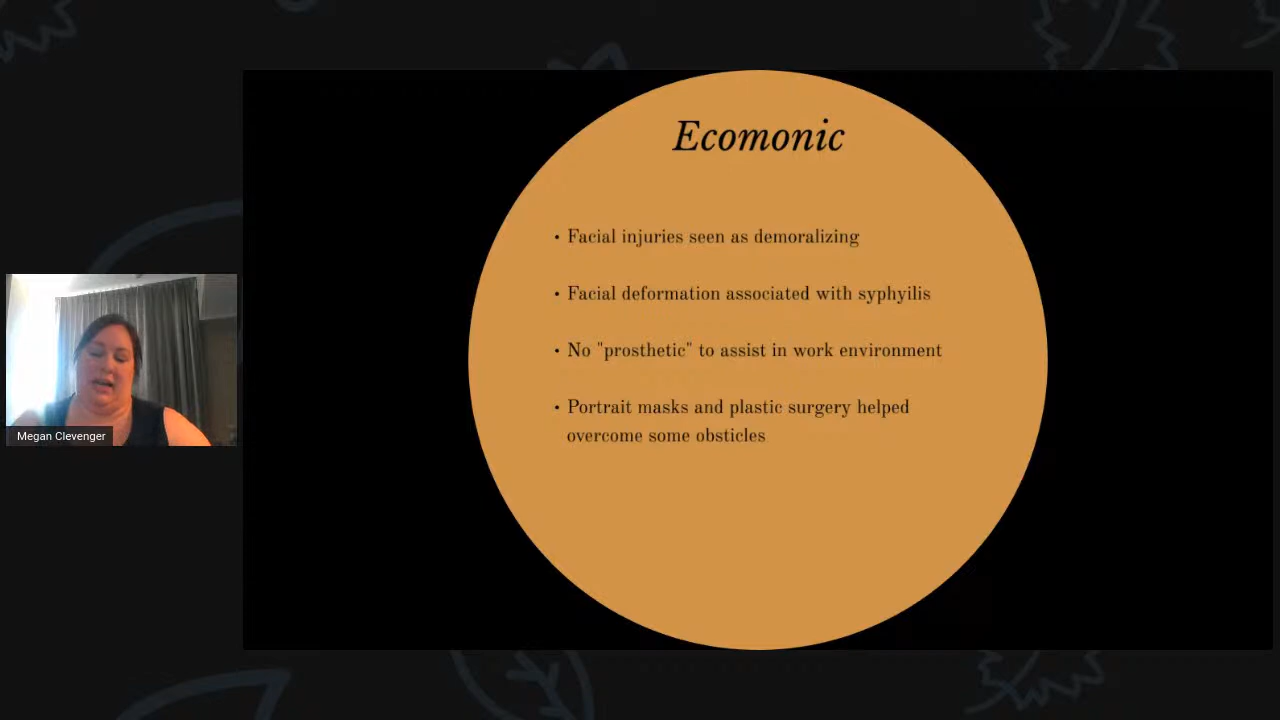 Ecomonic
• Facial injuries seen as demoralizing
• Facial deformation associated with syphyilis
• No "prosthetic" to assist in work environment
• Portrait masks and plastic surgery helped
overcome some obsticles
Megan Clevenger